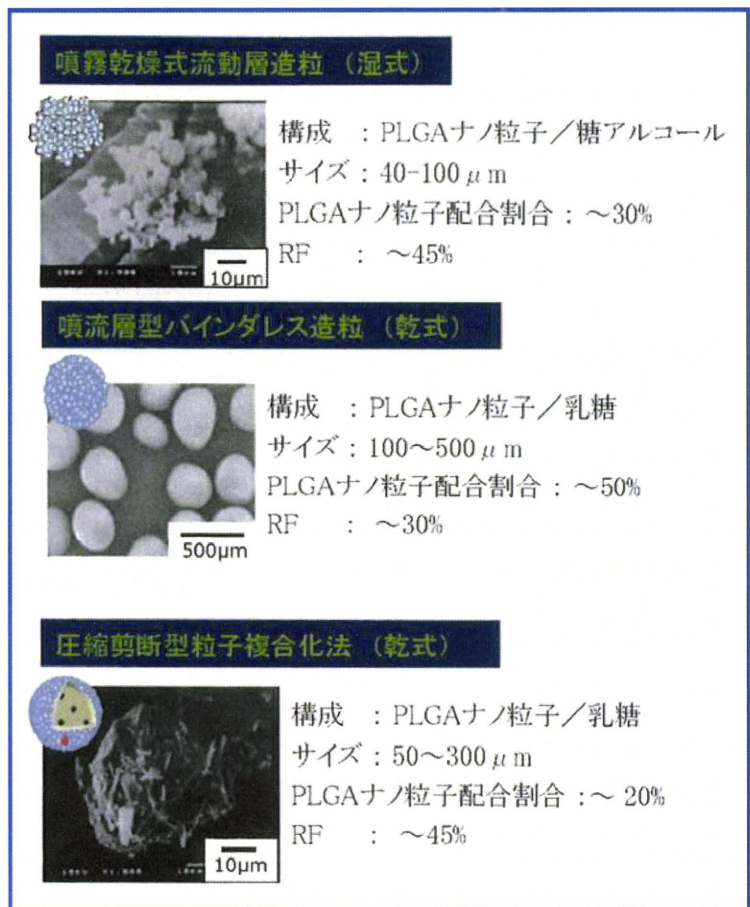 噴霧乾燥式流動層造粒 (湿式)
構成 : PLGAナノ粒子/糖アルコール
サイズ : 40-100μm
PLGAナノ粒子配合割合 : ~30%
RF : ~45%
10μm
噴流層型バインダレス造粒 (乾式)
構成 : PLGAナノ粒子/乳糖
サイズ : 100~500μm
PLGAナノ粒子配合割合 : ~50%
RF : ~30%
500μm
圧縮剪断型粒子複合化法 (乾式)
構成 : PLGAナノ粒子/乳糖
サイズ : 50~300μm
PLGAナノ粒子配合割合 :~ 20%
RF : ~45%
10μm